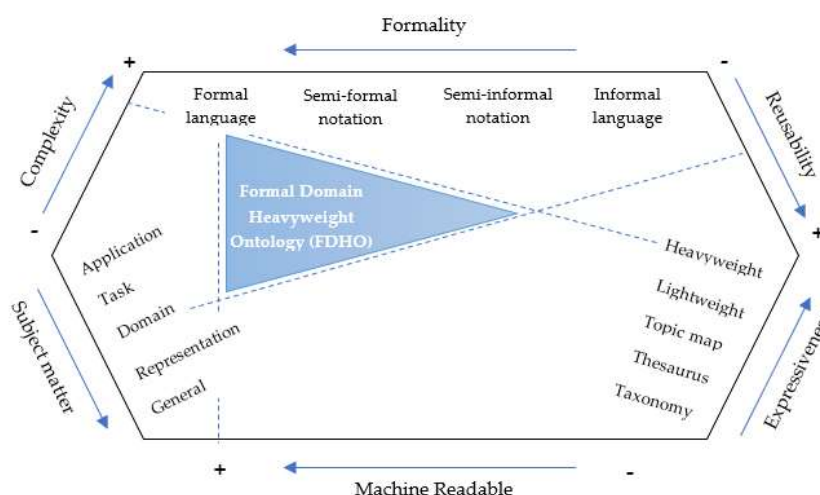 Formality
+
-
Formal
language
Semi-formal
notation
Semi-informal
notation
Informal
language
Complexity
Reusability
Formal Domain
Heavyweight
Ontology (FDHO)
-
+
Application
Task
Domain
Representation
General
Heavyweight
Lightweight
Topic map
Thesaurus
Taxonomy
Subject matter
Expressiveness
+
-
Machine Readable